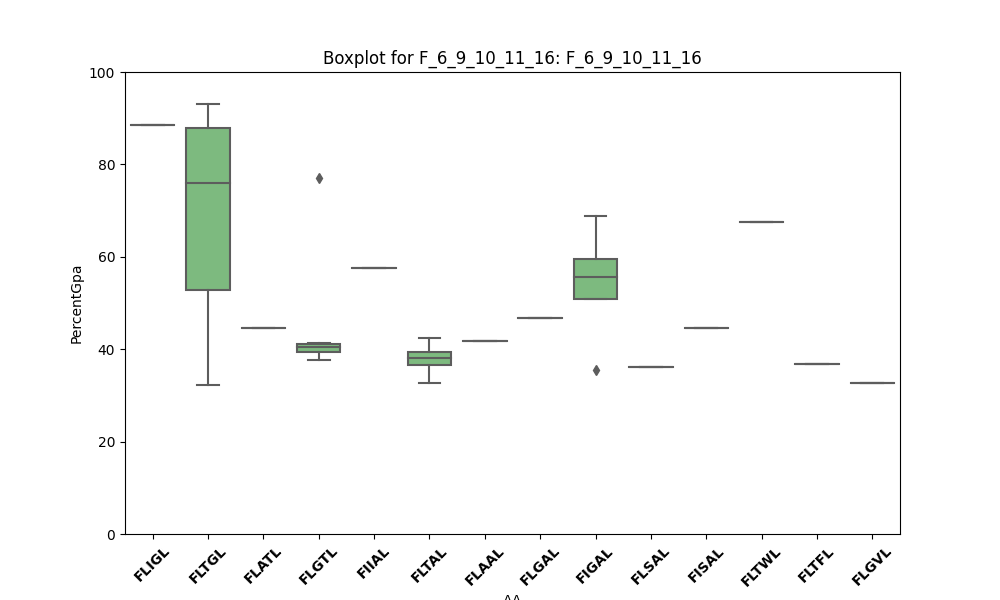 Boxplot for F_6_9_10_11_16: F_6_9_10_11_16
100
80
60
40
20
0
PercentGpa
FLIGL FLTGL FLATL FLGTL FIIAL FLTAL FLAAL FLGAL FIGAL FLSAL FISAL FLTWL FLTFL FLGVL
AA